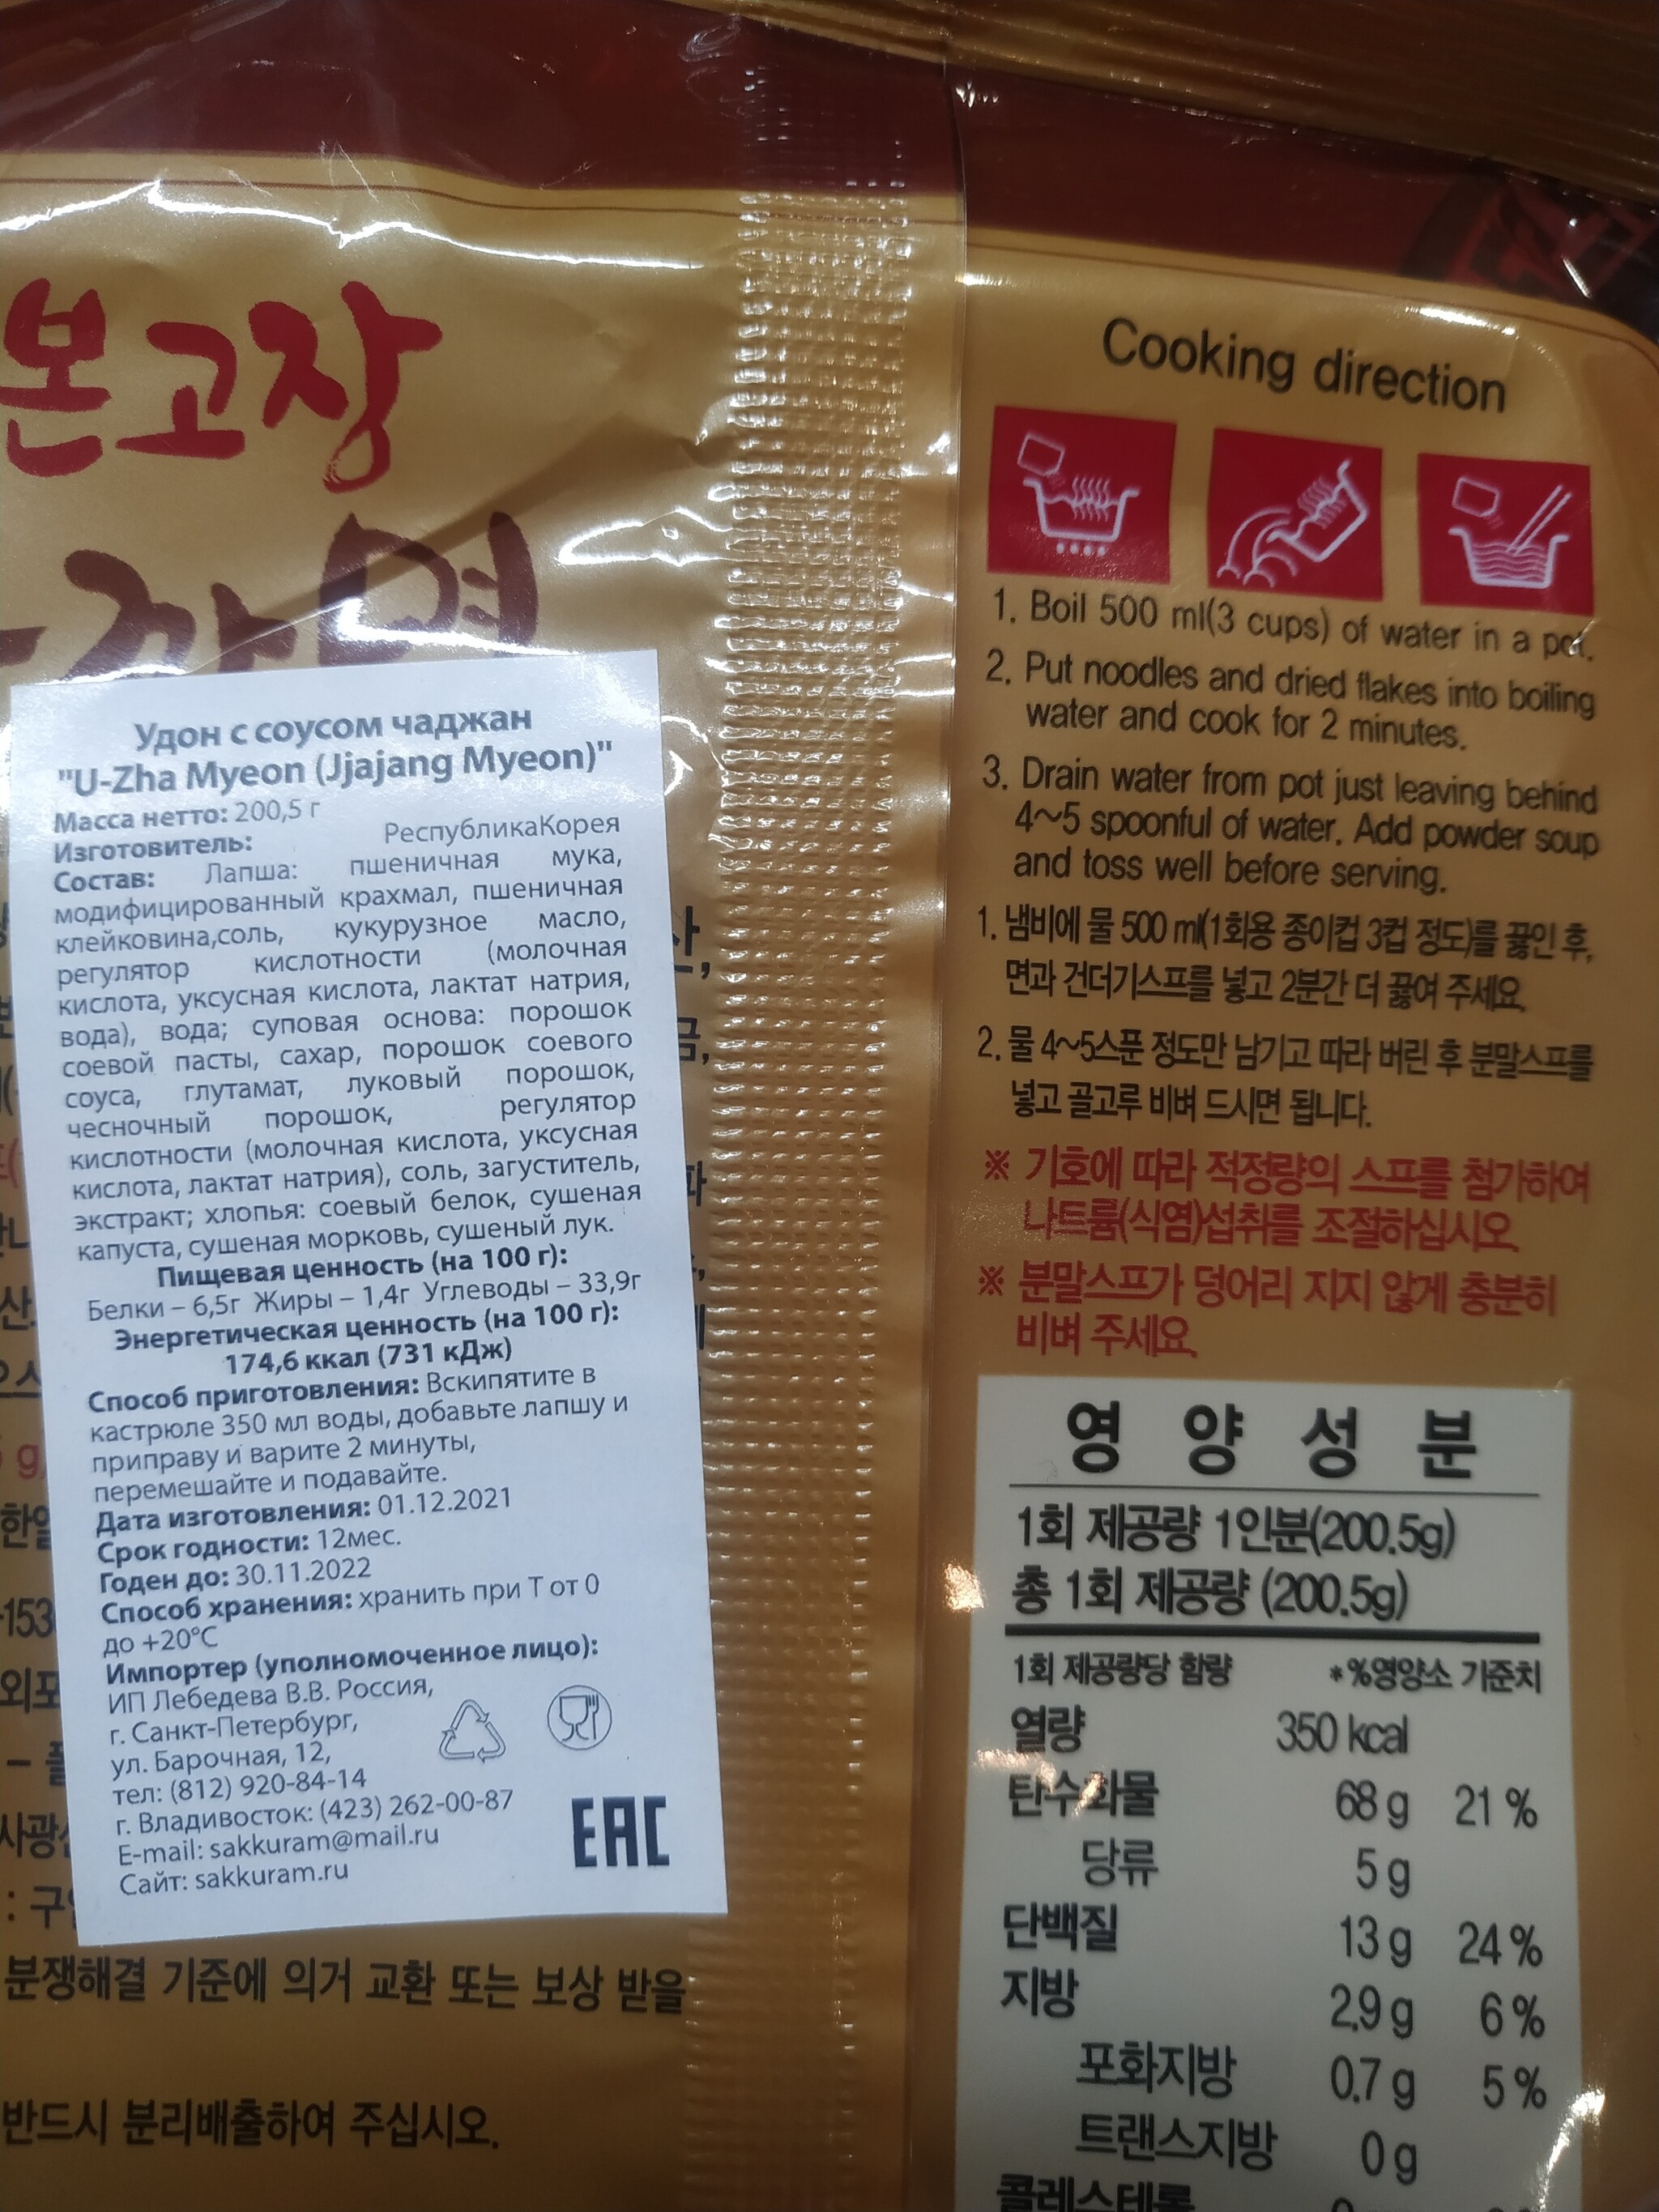 본고장
짜면
Удон с соусом чаджан
"U-Zha Myeon (Jjajang Myeon)"
Масса нетто: 200,5 г
Изготовитель: РеспубликаКорея
Состав: Лапша: пшеничная мука,
модифицированный крахмал, пшеничная
клейковина,соль, кукурузное масло,
регулятор кислотности (молочная
кислота, уксусная кислота, лактат натрия,
вода), вода; суповая основа: порошок
соевой пасты, сахар, порошок соевого
соуса, глутамат, луковый порошок,
чесночный порошок, регулятор
кислотности (молочная кислота, уксусная
кислота, лактат натрия), соль, загуститель,
экстракт; хлопья: соевый белок, сушеная
капуста, сушеная морковь, сушеный лук.
Пищевая ценность (на 100 г):
Белки – 6,5г Жиры – 1,4г Углеводы – 33,9г
Энергетическая ценность (на 100 г):
174,6 ккал (731 кДж)
Способ приготовления: Вскипятите в
кастрюле 350 мл воды, добавьте лапшу и
приправу и варите 2 минуты,
перемешайте и подавайте.
Дата изготовления: 01.12.2021
Срок годности: 12мес.
Годен до: 30.11.2022
Способ хранения: хранить при Т от 0
до +20°С
Импортер (уполномоченное лицо):
ИП Лебедева В.В. Россия,
г. Санкт-Петербург,
ул. Барочная, 12,
тел: (812) 920-84-14
г. Владивосток: (423) 262-00-87
E-mail: sakkuram@mail.ru
Сайт: sakkuram.ru
EAC
분쟁해결 기준에 의거 교환 또는 보상 받을
반드시 분리배출하여 주십시오.
Cooking direction
1. Boil 500 ml(3 cups) of water in a pot.
2. Put noodles and dried flakes into boiling
water and cook for 2 minutes.
3. Drain water from pot just leaving behind
4~5 spoonful of water. Add powder soup
and toss well before serving.
1. 냄비에 물 500 ml(1회용 종이컵 3컵 정도)를 끓인 후,
면과 건더기스프를 넣고 2분간 더 끓여 주세요.
2. 물 4~5스푼 정도만 남기고 따라 버린 후 분말스프를
넣고 골고루 비벼 드시면 됩니다.
※ 기호에 따라 적정량의 스프를 첨가하여
나트륨(식염)섭취를 조절하십시오.
※ 분말스프가 덩어리 지지 않게 충분히
비벼 주세요.
영 양 성 분
1회 제공량 1인분(200.5g)
총 1회 제공량 (200.5g)
1회 제공량당 함량 *%영양소 기준치
열량 350 kcal
탄수화물 68 g 21 %
당류 5 g
단백질 13 g 24 %
지방 2.9 g 6 %
포화지방 0.7 g 5 %
트랜스지방 0 g
콜레스테롤